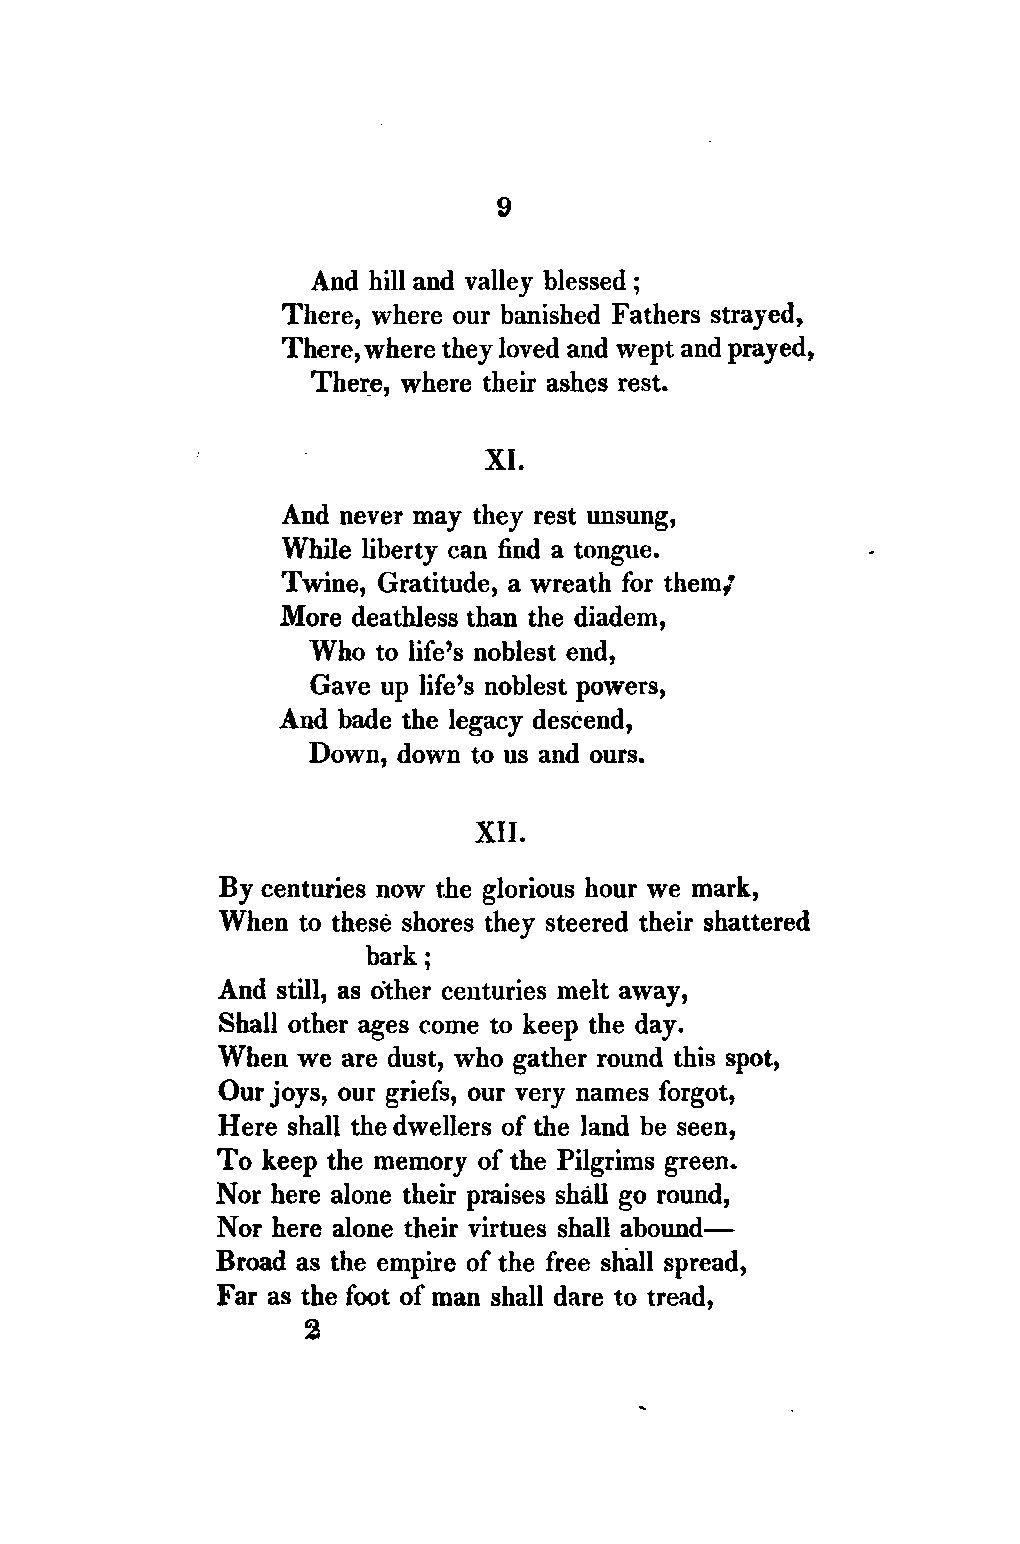 9
And hill and valley blessed ;
There, where our banished Fathers strayed,
There, where they loved and wept and prayed,
There, where their ashes rest.
XI.
And never may they rest unsung,
While liberty can find a tongue.
Twine, Gratitude, a wreath for them,
More deathless than the diadem,
Who to life's noblest end,
Gave up life's noblest powers,
And bade the legacy descend,
Down, down to us and ours.
XII.
By centuries now the glorious hour we mark,
When to these shores they steered their shattered
bark ;
And still, as other centuries melt away,
Shall other ages come to keep the day.
When we are dust, who gather round this spot,
Our joys, our griefs, our very names forgot,
Here shall the dwellers of the land be seen,
To keep the memory of the Pilgrims green.
Nor here alone their praises shall go round,
Nor here alone their virtues shall abound—
Broad as the empire of the free shall spread,
Far as the foot of man shall dare to tread,
2